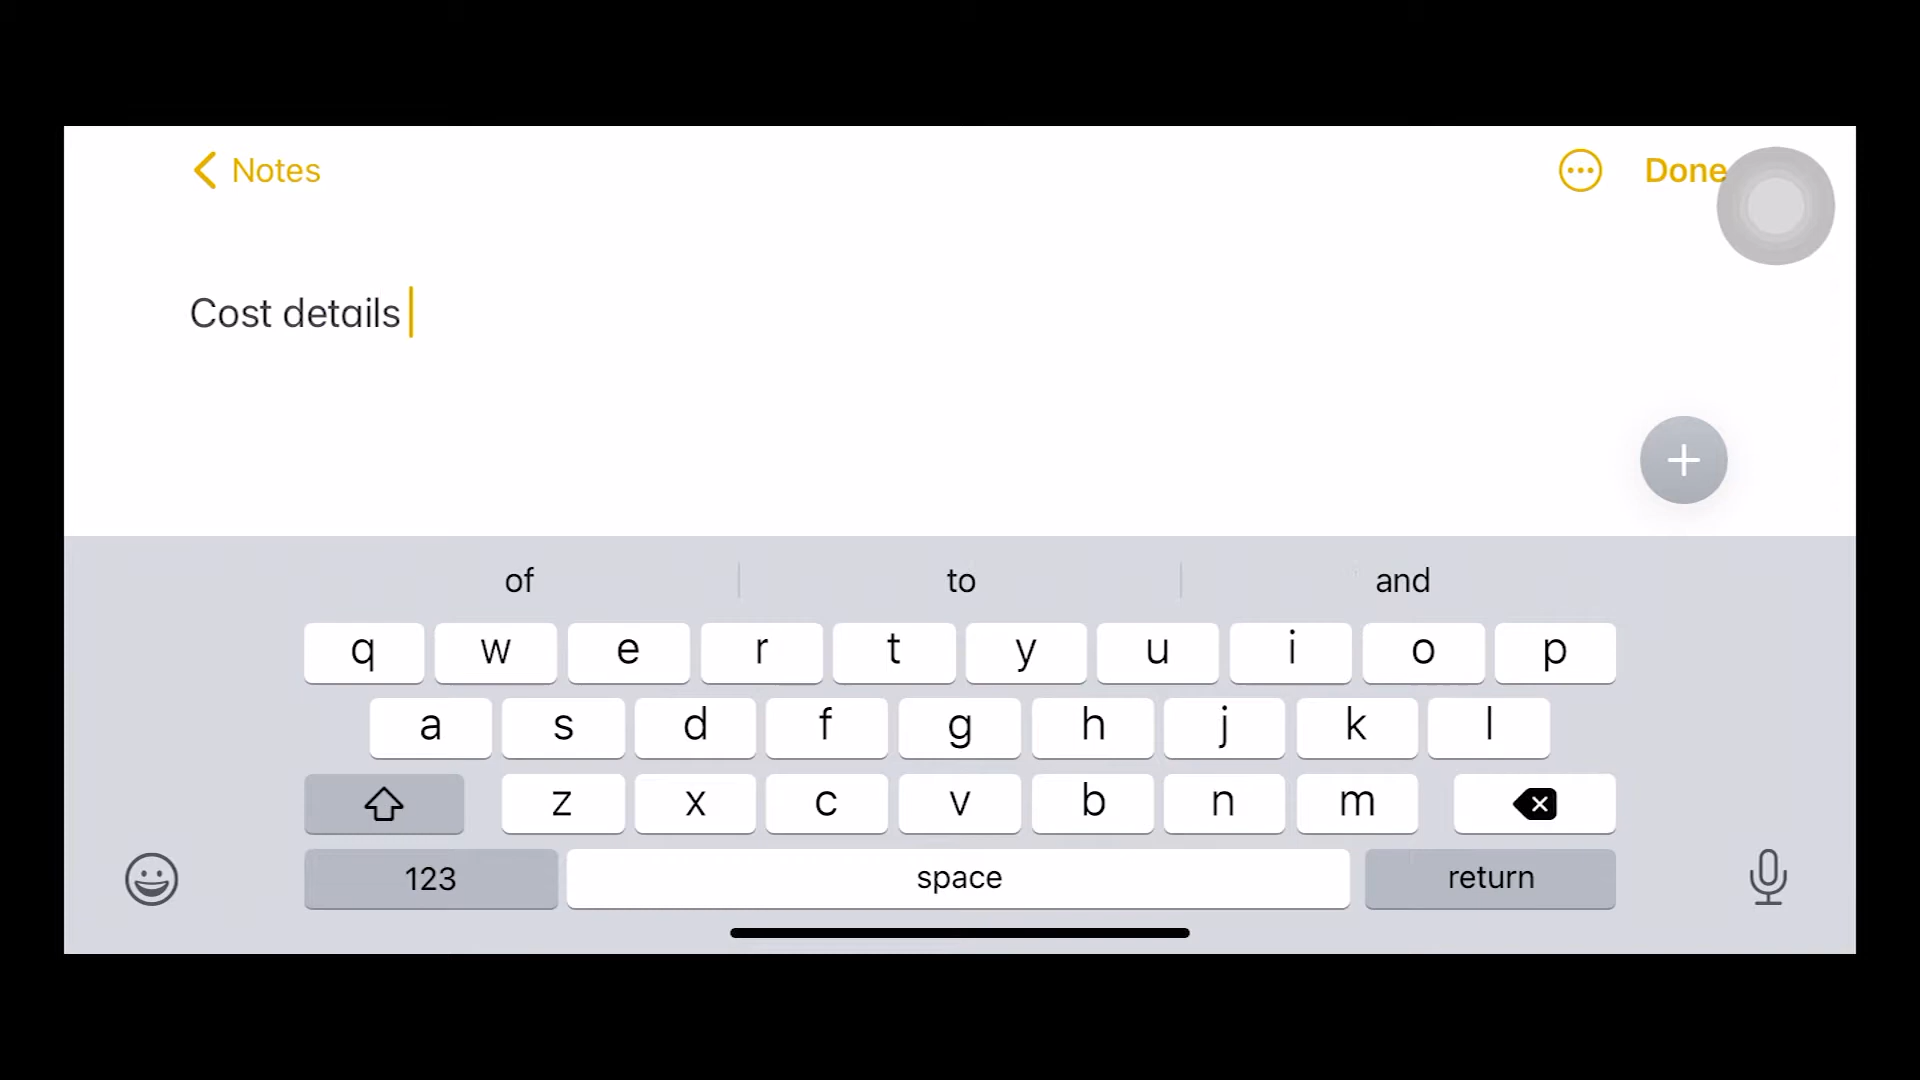 Notes
Done
Cost details
of to and
q w e r t y u i o p
a s d f g h j k l
z x c v b n m
123 space return